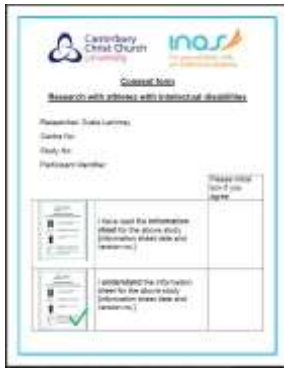 Canterbury
Christ Church
University
inas
Consent form
Research with athletes with intellectual disabilities
Researcher:
Centre No:
Study No:
Participant Identifier:
Please initial
box if you
agree
I have read the information
sheet for the above study
[information sheet date and
version no.]
I understand the information
sheet for the above study
[information sheet date and
version no.]